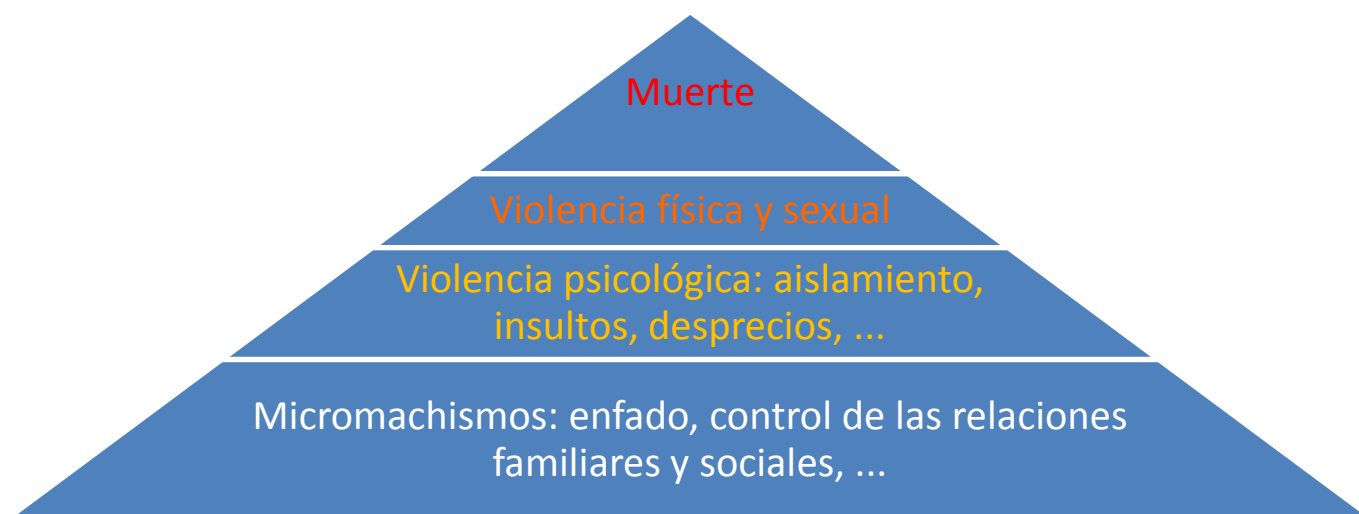 Muerte
Violencia física y sexual
Violencia psicológica: aislamiento,
insultos, desprecios, ...
Micromachismos: enfado, control de las relaciones
familiares y sociales, ...